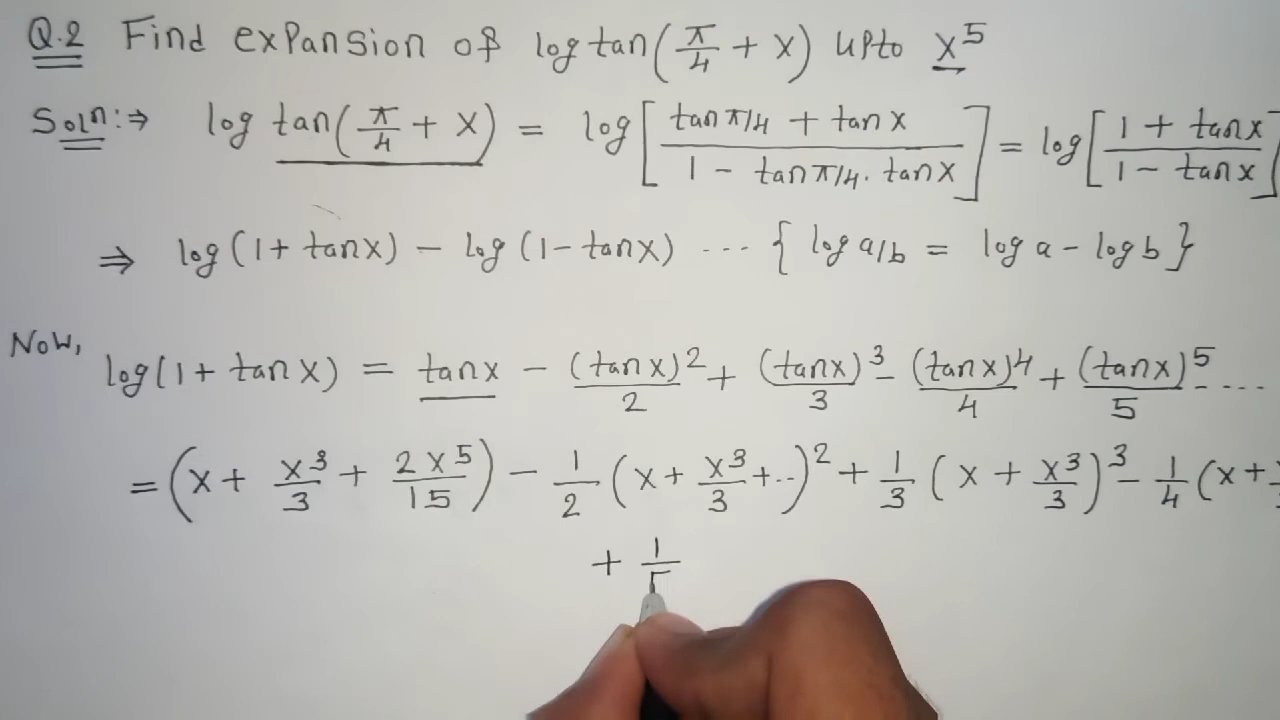 Q.2 Find expansion of log tan(π/4 + x) upto x^5
Soln:⇒ log tan(π/4 + x) = log[(tan π/4 + tan x)/(1 - tan π/4 . tan x)] = log[(1 + tan x)/(1 - tan x)]
⇒ log(1 + tan x) - log(1 - tan x) ... { log a/b = log a - log b }
Now,
log(1 + tan x) = tan x - (tan x)^2/2 + (tan x)^3/3 - (tan x)^4/4 + (tan x)^5/5 - ....
= (x + x^3/3 + 2x^5/15) - 1/2 (x + x^3/3 + ..)^2 + 1/3 (x + x^3/3)^3 - 1/4 (x +
+ 1/5